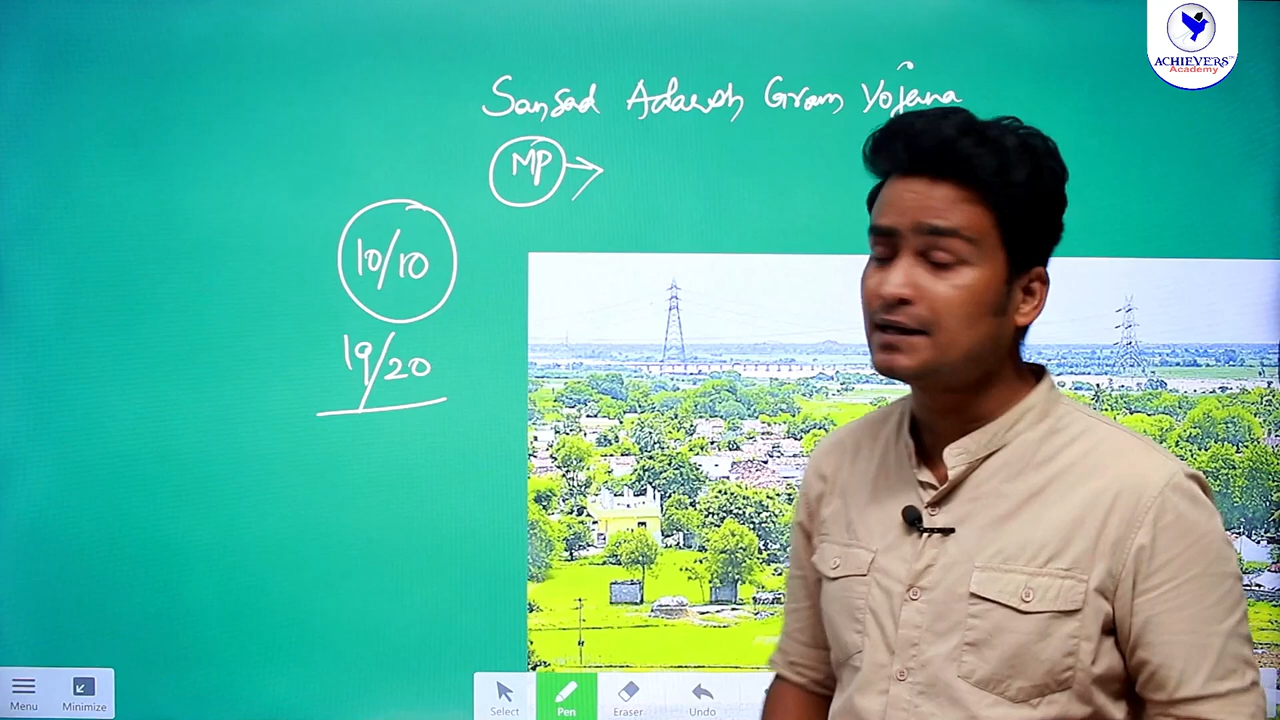 ACHIEVERS
Academy
Sansad Adarsh Gram Yojana
MP
10/10
19/20
Menu
Minimize
Select
Pen
Eraser
Undo